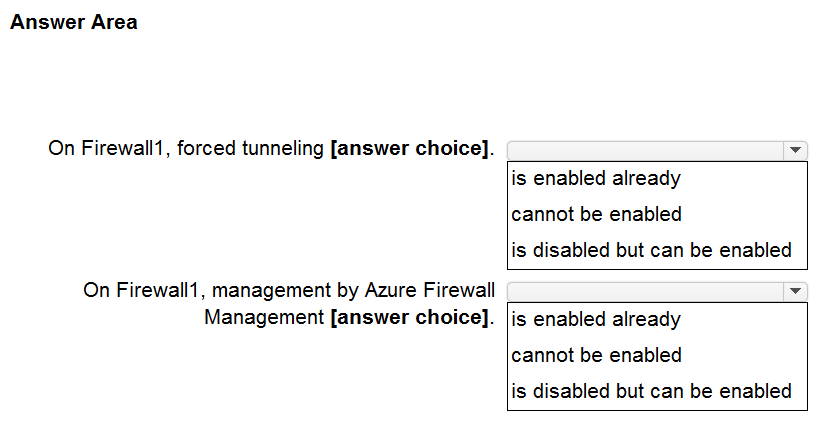 Answer Area
On Firewall1, forced tunneling [answer choice].
is enabled already
cannot be enabled
is disabled but can be enabled
On Firewall1, management by Azure Firewall
Management [answer choice].
is enabled already
cannot be enabled
is disabled but can be enabled